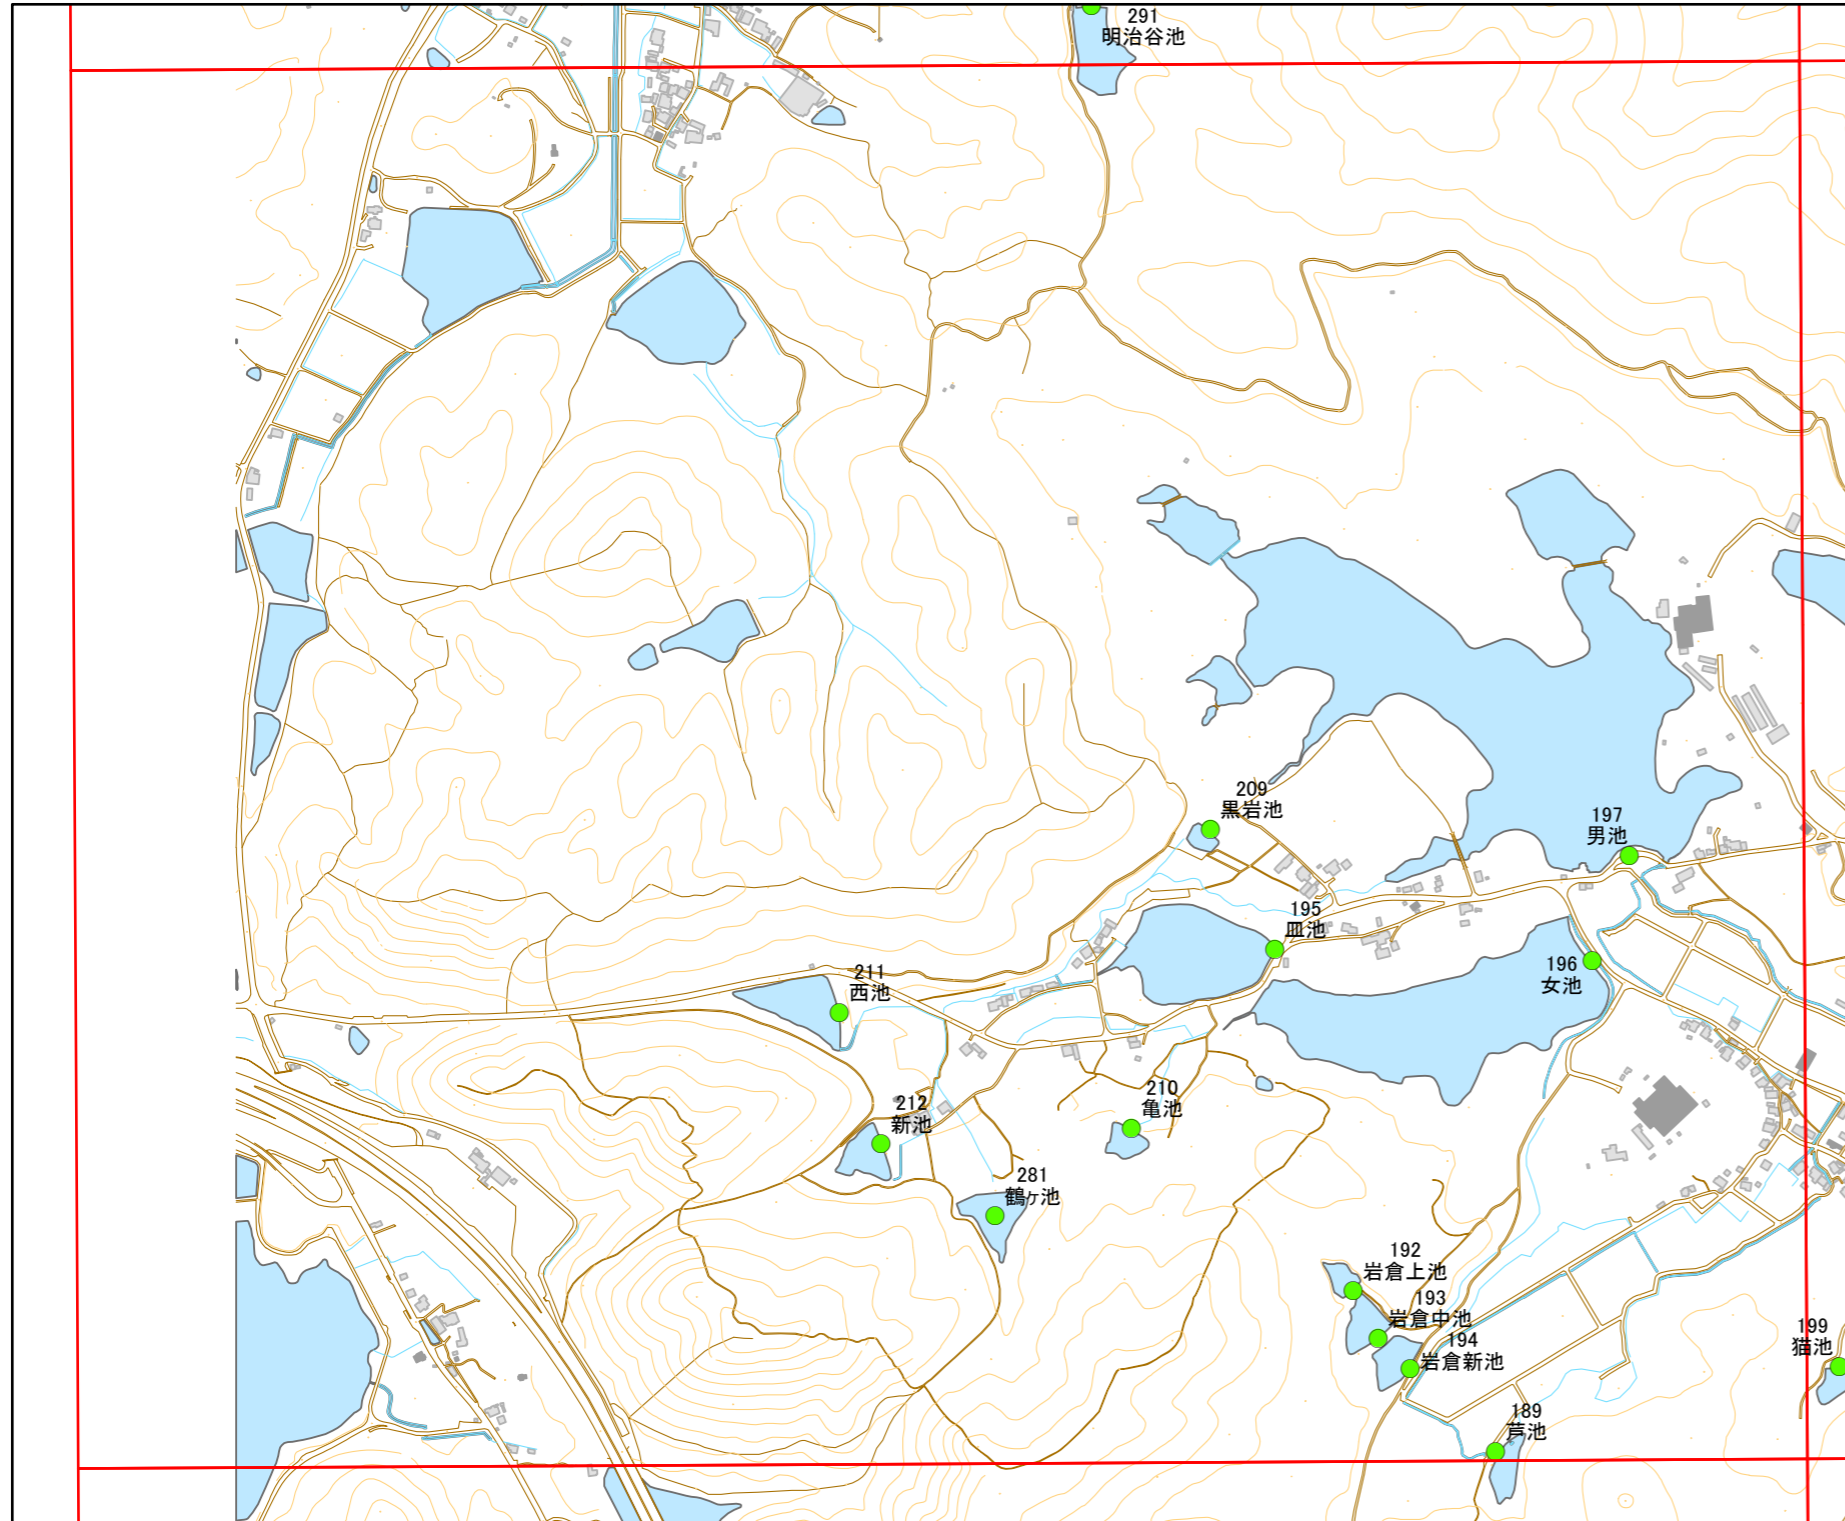 291
明治谷池
209
黒岩池
197
男池
195
皿池
196
女池
211
西池
210
亀池
212
新池
281
鶴ヶ池
192
岩倉上池
193
岩倉中池
194
岩倉新池
199
猫池
189
芦池